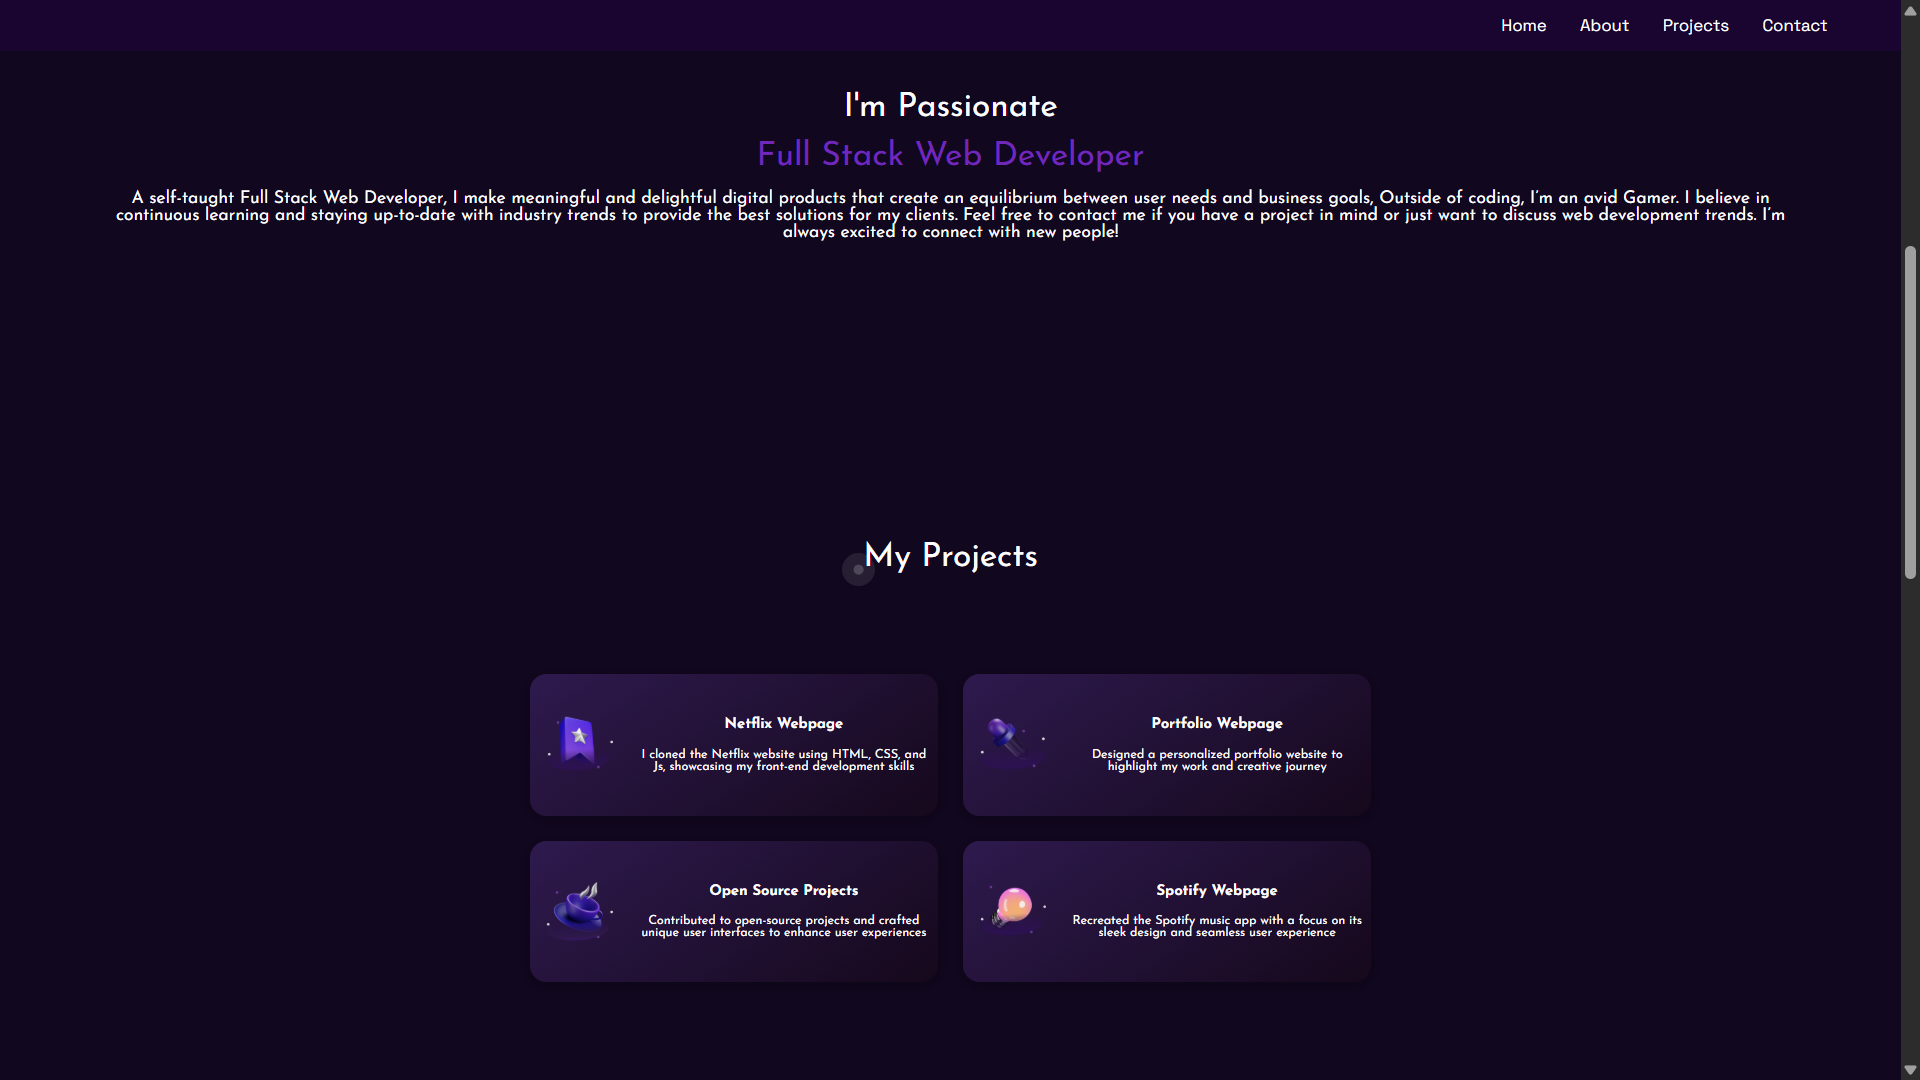 Home About Projects Contact
I'm Passionate
Full Stack Web Developer
A self-taught Full Stack Web Developer, I make meaningful and delightful digital products that create an equilibrium between user needs and business goals, Outside of coding, I'm an avid Gamer. I believe in
continuous learning and staying up-to-date with industry trends to provide the best solutions for my clients. Feel free to contact me if you have a project in mind or just want to discuss web development trends. I'm
always excited to connect with new people!
My Projects
Netflix Webpage
I cloned the Netflix website using HTML, CSS, and
Js, showcasing my front-end development skills
Portfolio Webpage
Designed a personalized portfolio website to
highlight my work and creative journey
Open Source Projects
Contributed to open-source projects and crafted
unique user interfaces to enhance user experiences
Spotify Webpage
Recreated the Spotify music app with a focus on its
sleek design and seamless user experience